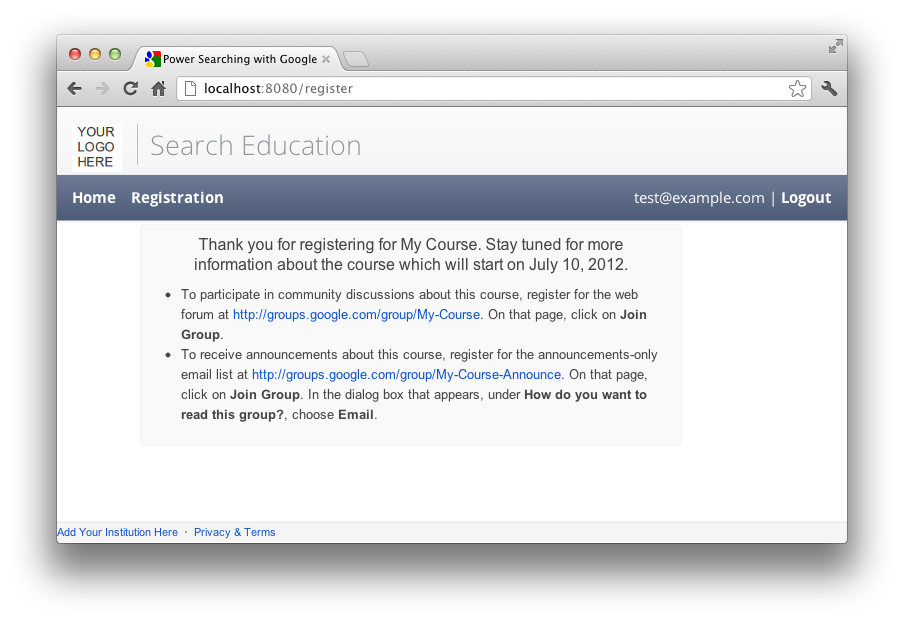 Power Searching with Google
localhost:8080/register
YOUR
LOGO
HERE
Search Education
Home Registration test@example.com | Logout
Thank you for registering for My Course. Stay tuned for more
information about the course which will start on July 10, 2012.
• To participate in community discussions about this course, register for the web
forum at http://groups.google.com/group/My-Course. On that page, click on Join
Group.
• To receive announcements about this course, register for the announcements-only
email list at http://groups.google.com/group/My-Course-Announce. On that page,
click on Join Group. In the dialog box that appears, under How do you want to
read this group?, choose Email.
Add Your Institution Here · Privacy & Terms